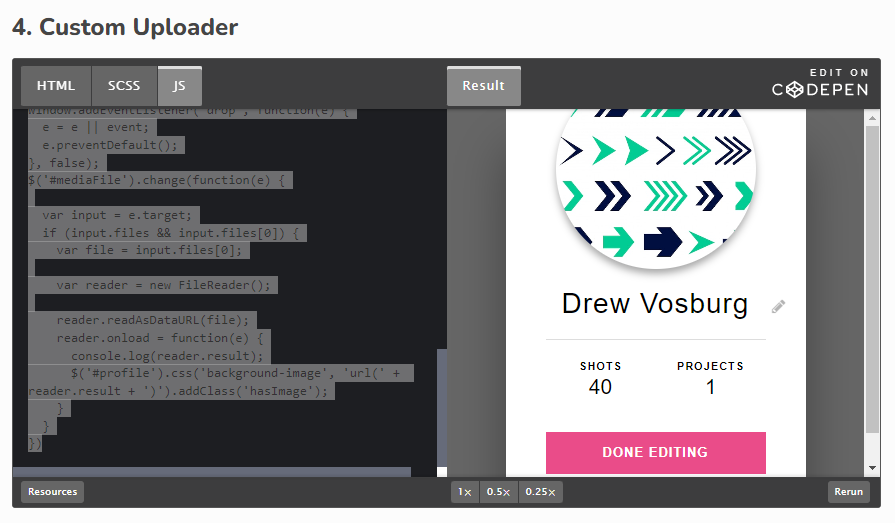 4. Custom Uploader
HTML
SCSS
JS
Result
EDIT ON
CODEPEN
window.addEventListener("drop", function(e) {
e = e || event;
e.preventDefault();
}, false);
$('#mediaFile').change(function(e) {
var input = e.target;
if (input.files && input.files[0]) {
var file = input.files[0];
var reader = new FileReader();
reader.readAsDataURL(file);
reader.onload = function(e) {
console.log(reader.result);
$('#profile').css('background-image', 'url(' +
reader.result + ')').addClass('hasImage');
}
}
})
Drew Vosburg
SHOTS
40
PROJECTS
1
DONE EDITING
Resources
1x
0.5x
0.25x
Rerun